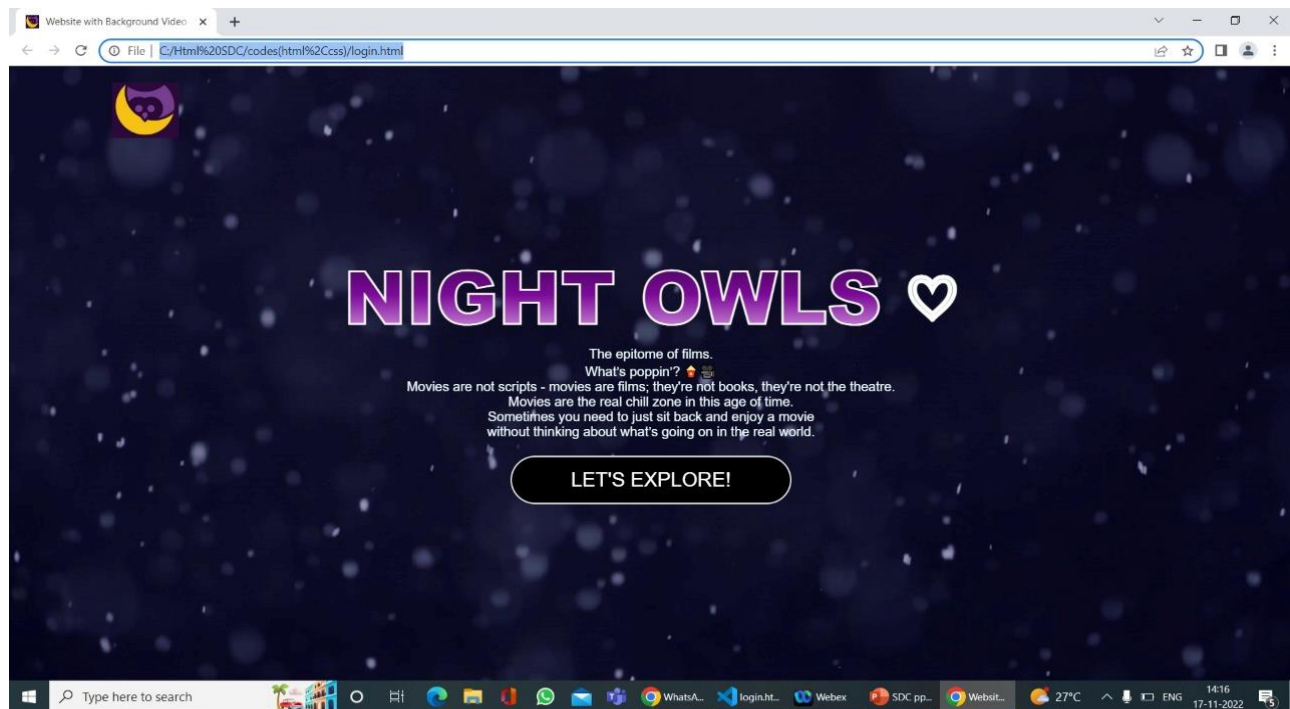 Website with Background Video
File | C:/Html%20SDC/codes(html%2Ccss)/login.html
NIGHT OWLS
The epitome of films.
What's poppin'? 🍿 🎥
Movies are not scripts - movies are films; they're not books, they're not the theatre.
Movies are the real chill zone in this age of time.
Sometimes you need to just sit back and enjoy a movie
without thinking about what's going on in the real world.
LET'S EXPLORE!
Type here to search
WhatsA...
login.ht...
Webex
SDC pp...
Websit...
27°C
ENG
14:16
17-11-2022
5